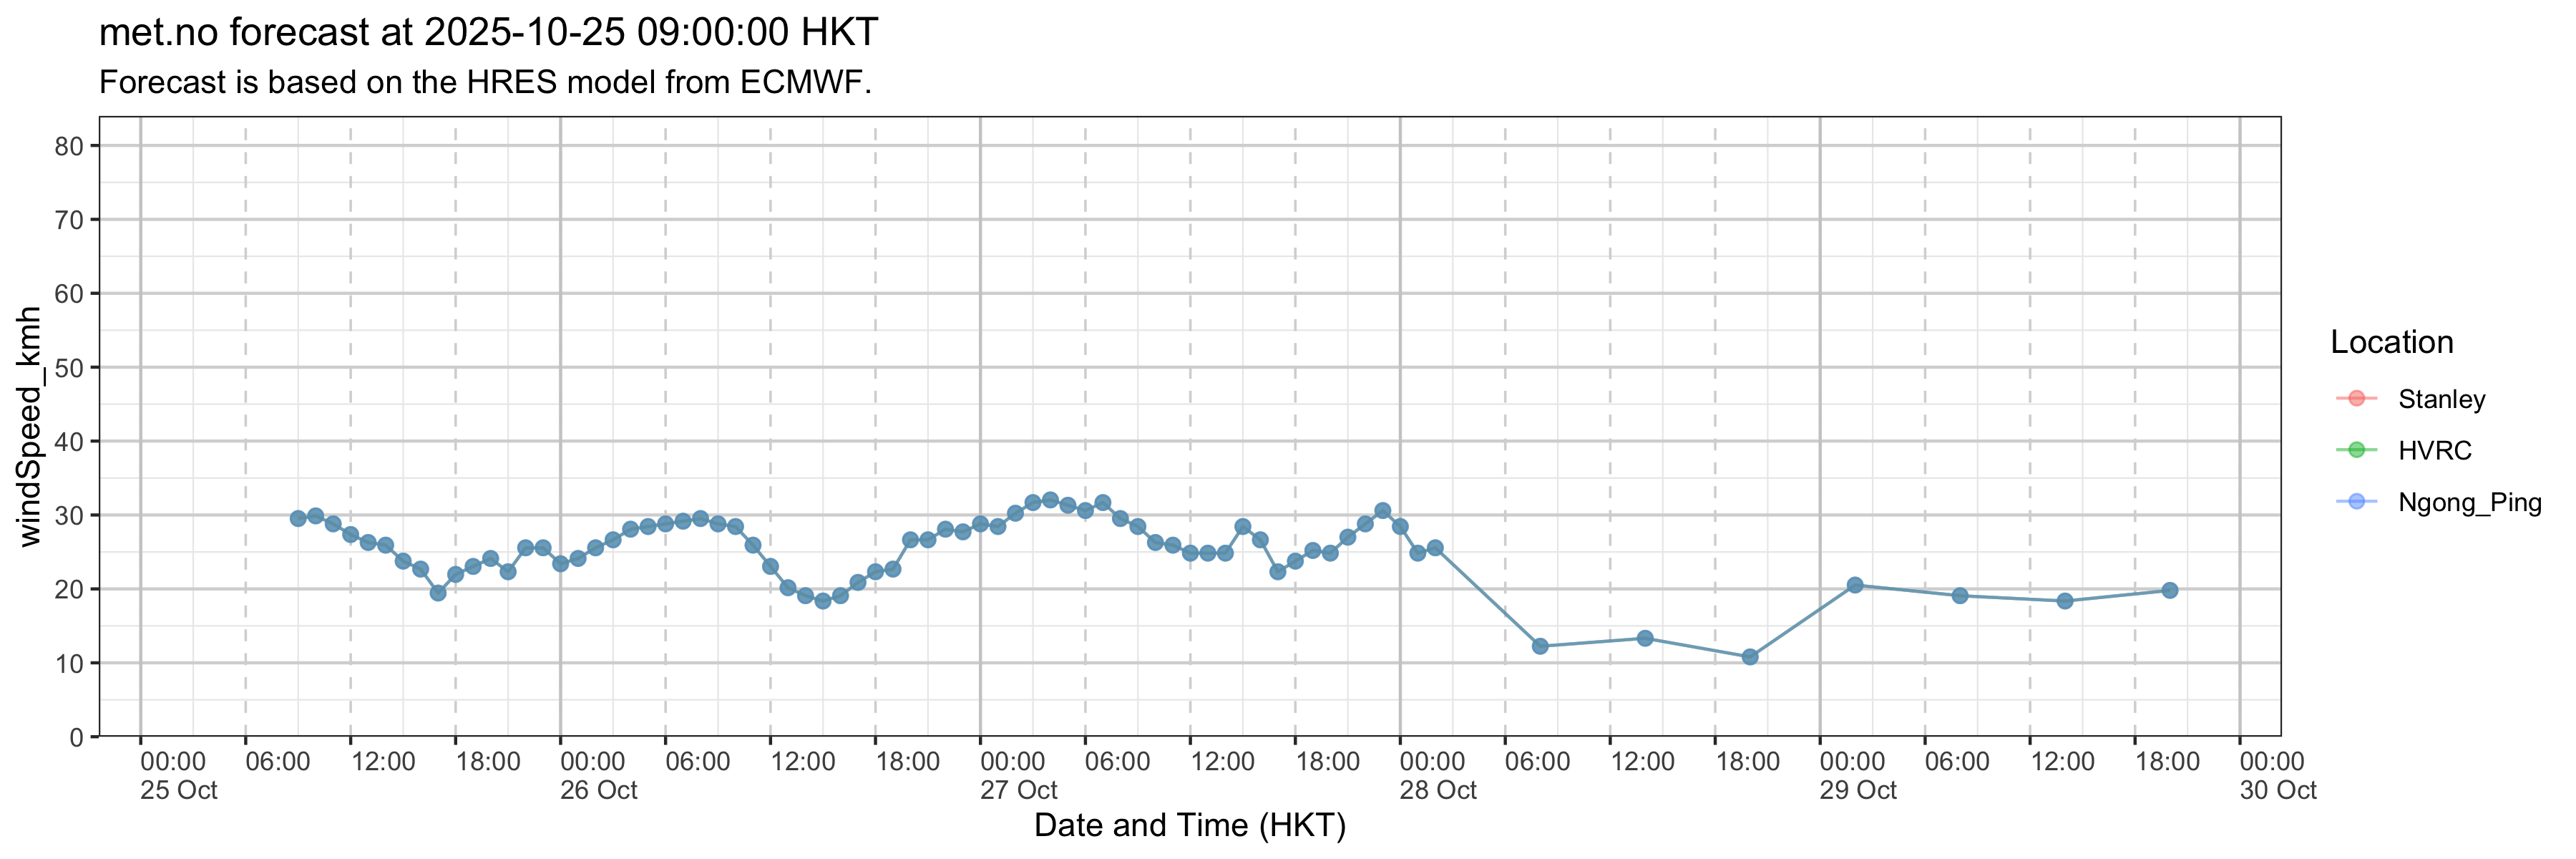 met.no forecast at 2025-10-25 09:00:00 HKT
Forecast is based on the HRES model from ECMWF.
windSpeed_kmh
80
70
60
50
40
30
20
10
0
00:00 06:00 12:00 18:00 00:00 06:00 12:00 18:00 00:00 06:00 12:00 18:00 00:00 06:00 12:00 18:00 00:00 06:00 12:00 18:00 00:00
25 Oct 26 Oct 27 Oct 28 Oct 29 Oct 30 Oct
Date and Time (HKT)
Location
Stanley
HVRC
Ngong_Ping